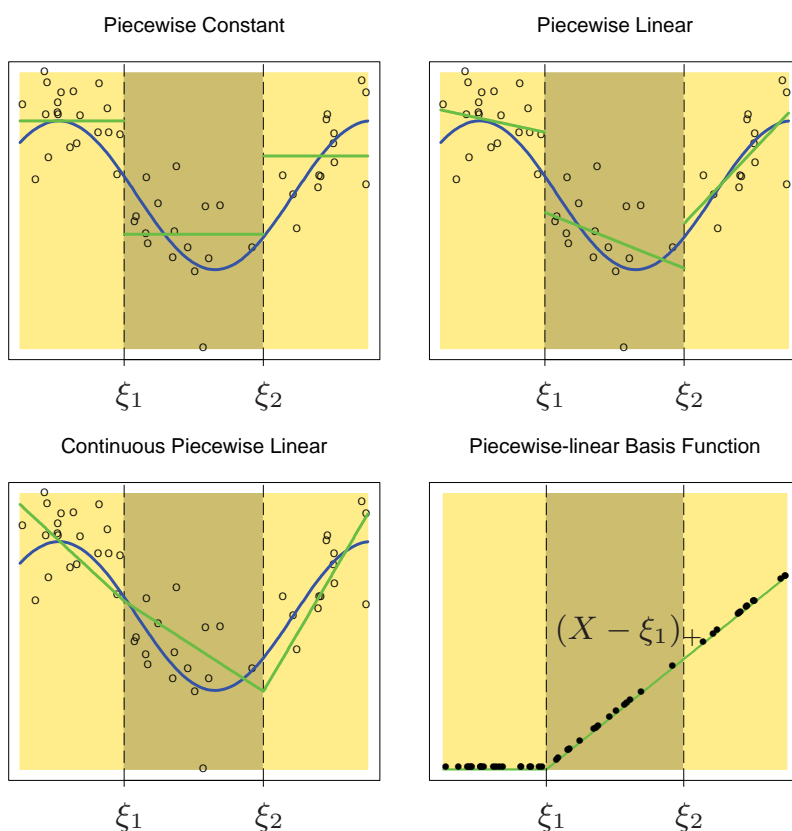 Piecewise Constant
Piecewise Linear
ξ1
ξ2
ξ1
ξ2
Continuous Piecewise Linear
Piecewise-linear Basis Function
(X − ξ1)+
ξ1
ξ2
ξ1
ξ2